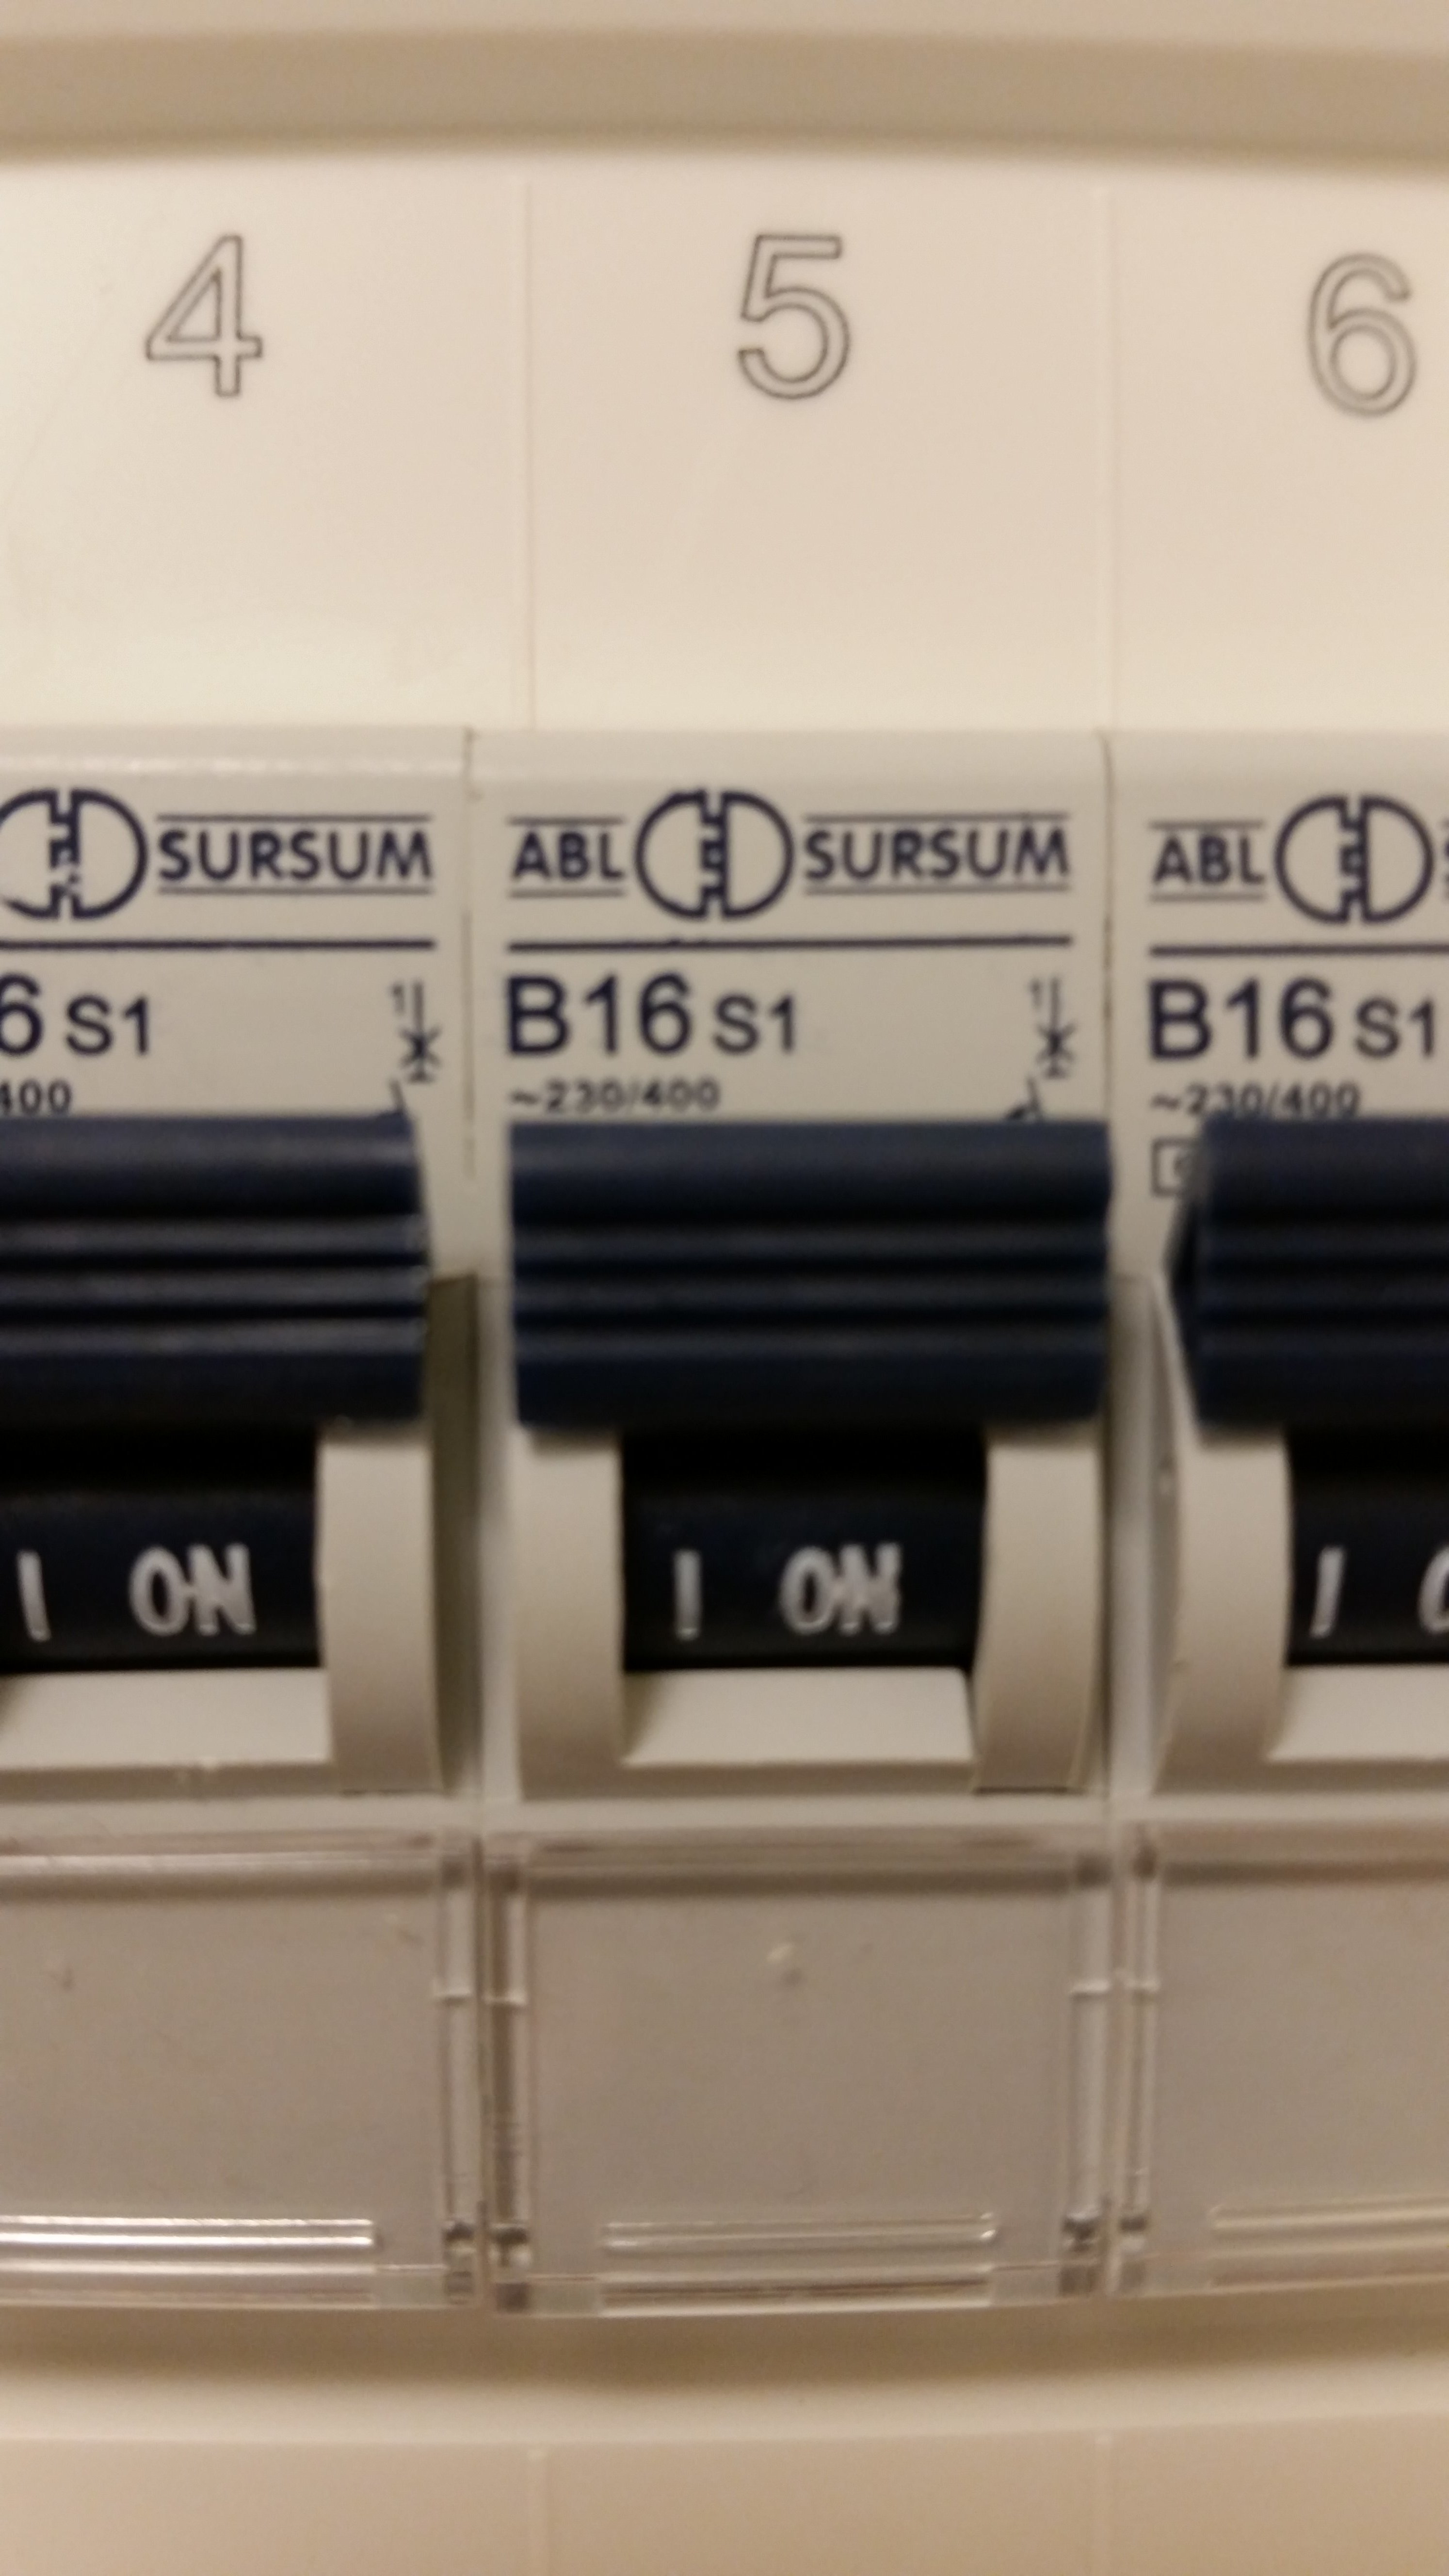 4 5 6
SURSUM ABL SURSUM ABL
6 S1 B16 S1 B16 S1
400 ~230/400 ~230/400
I ON I ON I